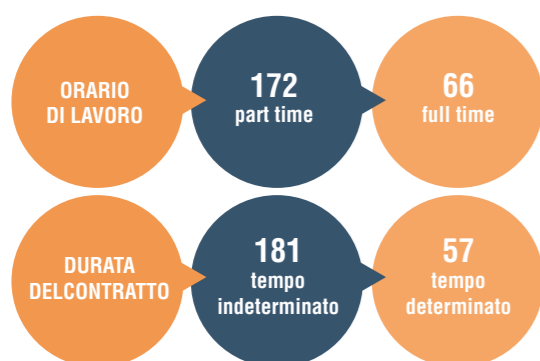 ORARIO
DI LAVORO
172
part time
66
full time
DURATA
DELCONTRATTO
181
tempo
indeterminato
57
tempo
determinato